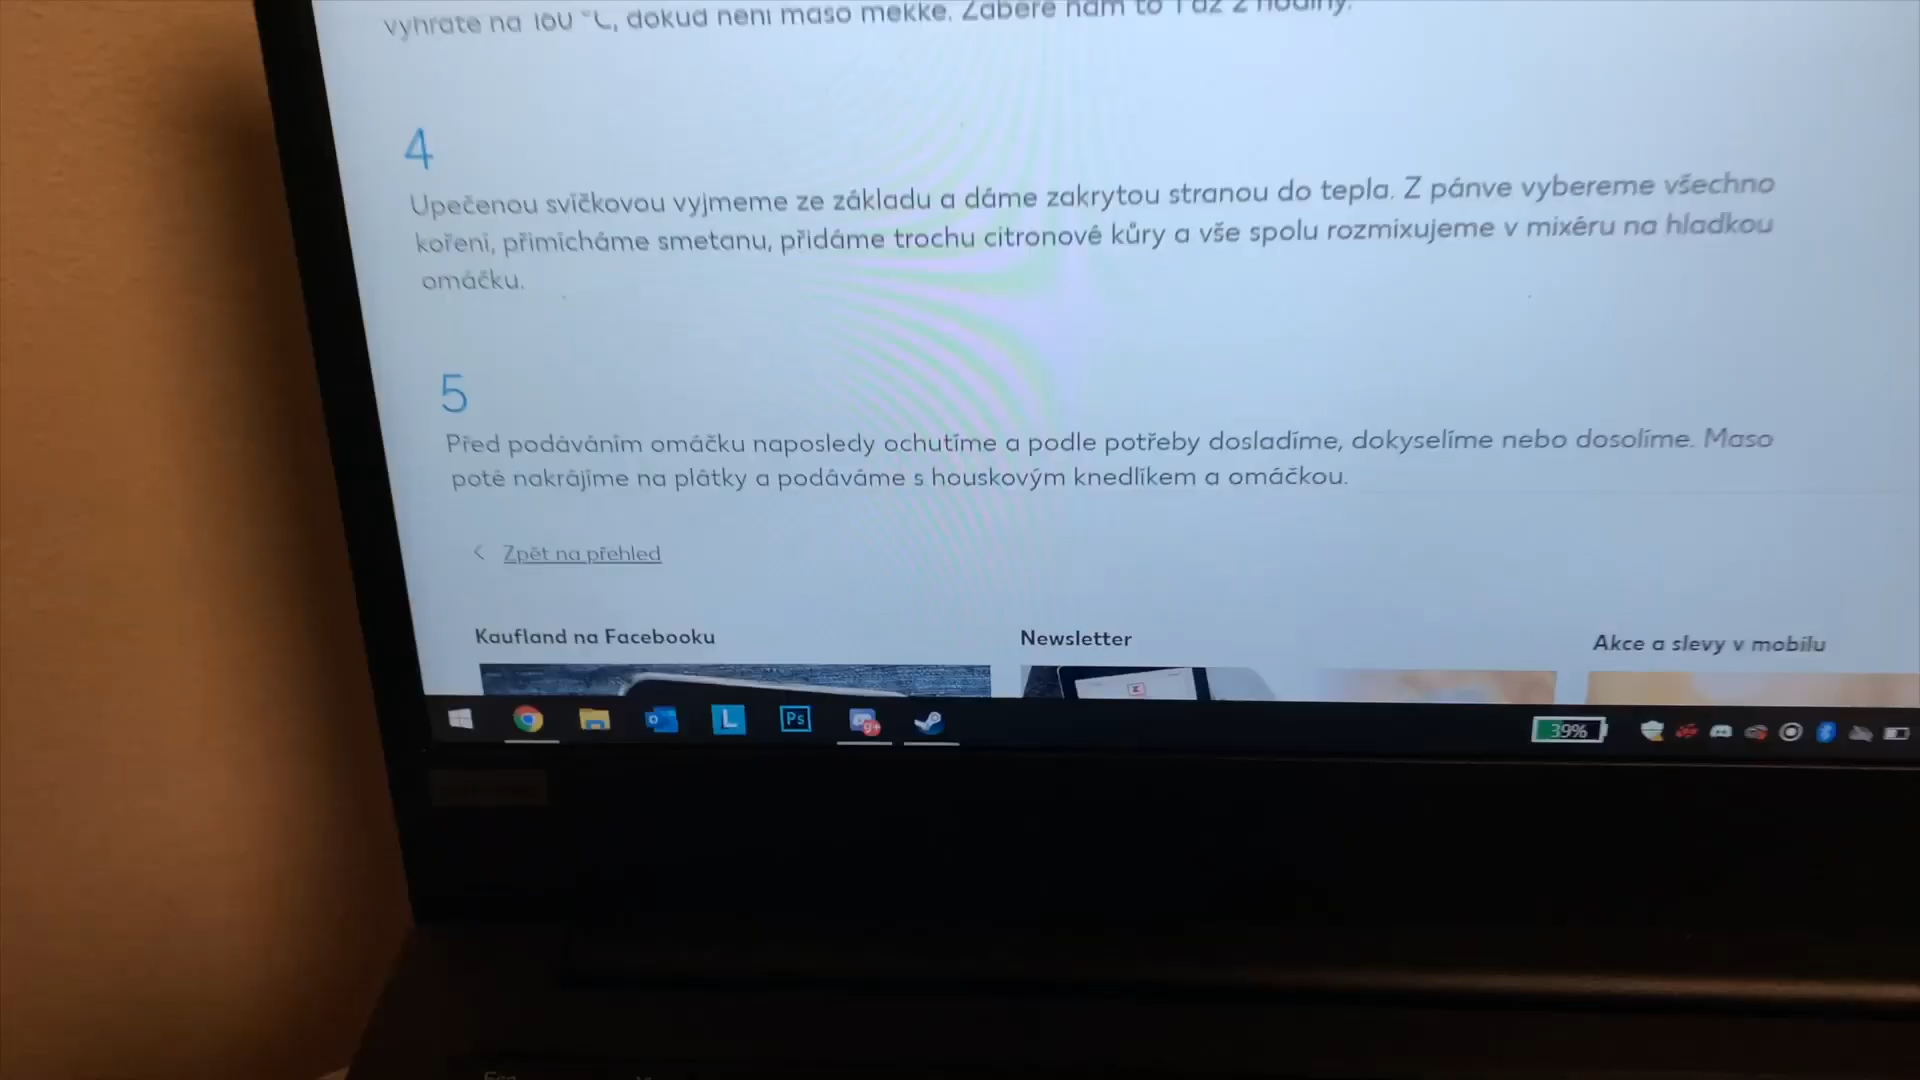 vyhřáté na 160 °C, dokud není maso měkké. Zabere nám to 1 až 2 hodiny.
4
Upečenou svíčkovou vyjmeme ze základu a dáme zakrytou stranou do tepla. Z pánve vybereme všechno
koření, přimícháme smetanu, přidáme trochu citronové kůry a vše spolu rozmixujeme v mixéru na hladkou
omáčku.
5
Před podáváním omáčku naposledy ochutíme a podle potřeby dosladíme, dokyselíme nebo dosolíme. Maso
poté nakrájíme na plátky a podáváme s houskovým knedlíkem a omáčkou.
< Zpět na přehled
Kaufland na Facebooku
Newsletter
Akce a slevy v mobilu
L
Ps
g+
39%